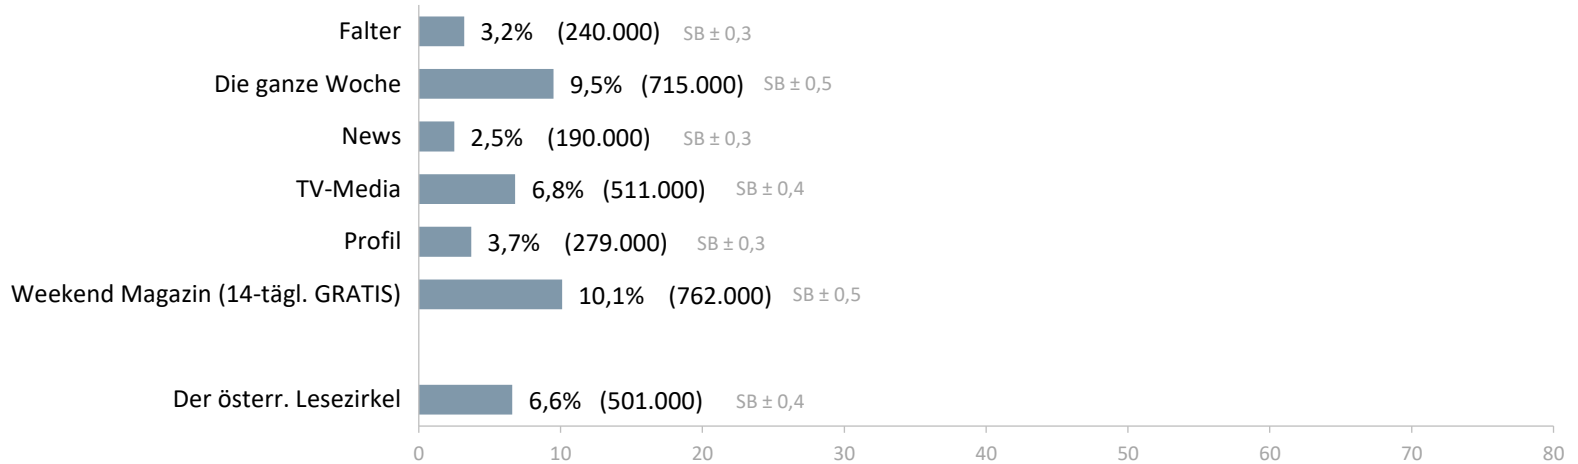 Falter 3,2% (240.000) SB ± 0,3
Die ganze Woche 9,5% (715.000) SB ± 0,5
News 2,5% (190.000) SB ± 0,3
TV-Media 6,8% (511.000) SB ± 0,4
Profil 3,7% (279.000) SB ± 0,3
Weekend Magazin (14-tägl. GRATIS) 10,1% (762.000) SB ± 0,5
Der österr. Lesezirkel 6,6% (501.000) SB ± 0,4
0 10 20 30 40 50 60 70 80